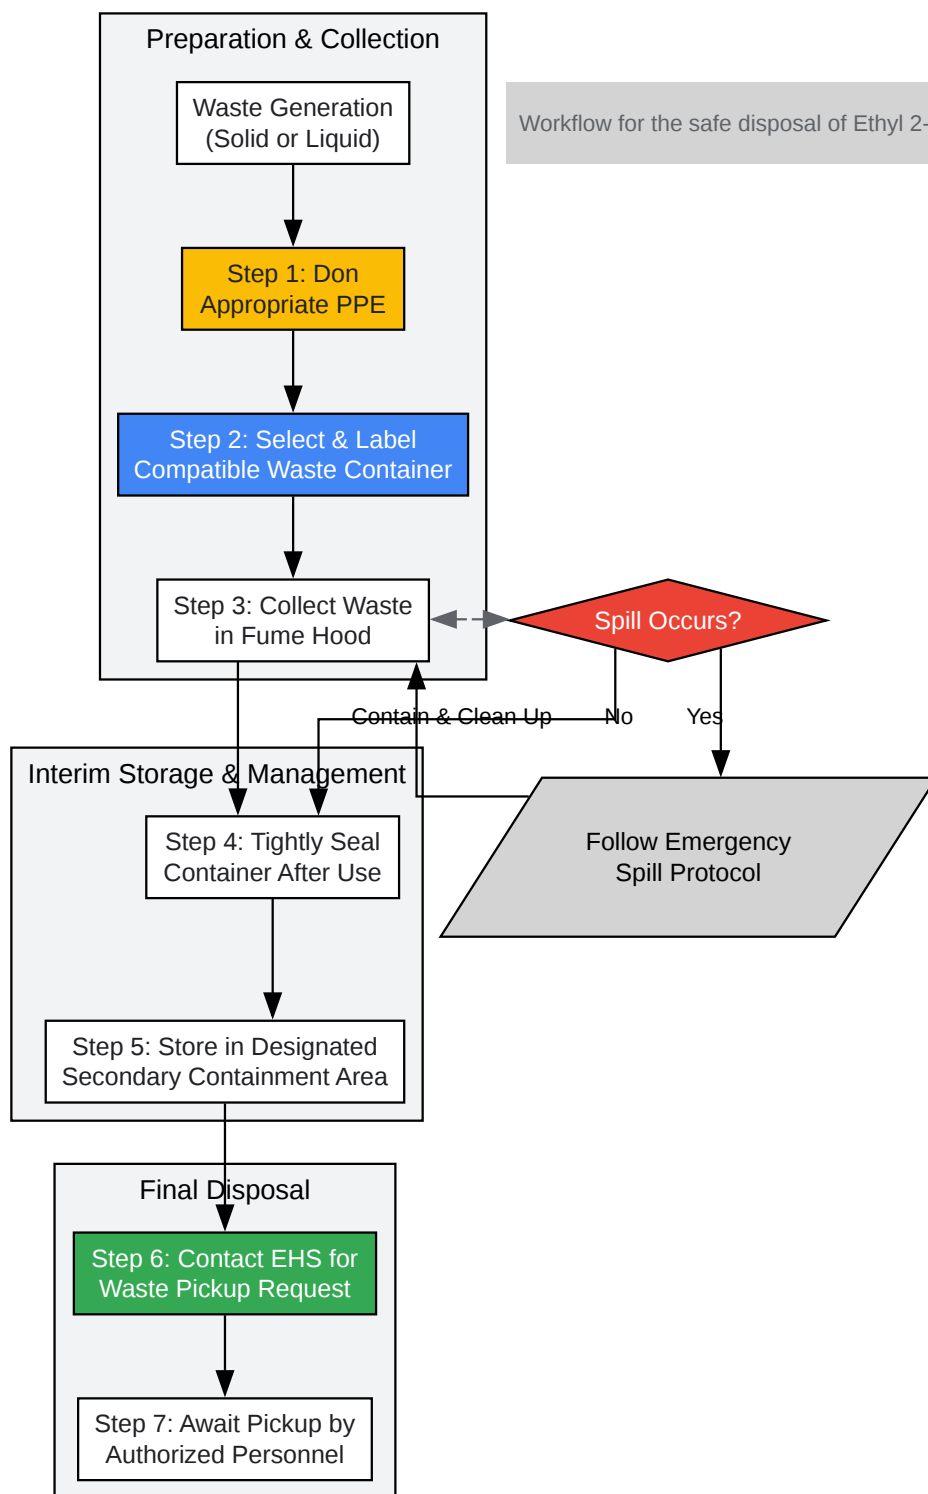 Preparation & Collection
Waste Generation
(Solid or Liquid)
Workflow for the safe disposal of Ethyl 2-
Step 1: Don
Appropriate PPE
Step 2: Select & Label
Compatible Waste Container
Step 3: Collect Waste
in Fume Hood
Spill Occurs?
Contain & Clean Up
No
Yes
Interim Storage & Management
Step 4: Tightly Seal
Container After Use
Follow Emergency
Spill Protocol
Step 5: Store in Designated
Secondary Containment Area
Final Disposal
Step 6: Contact EHS for
Waste Pickup Request
Step 7: Await Pickup by
Authorized Personnel